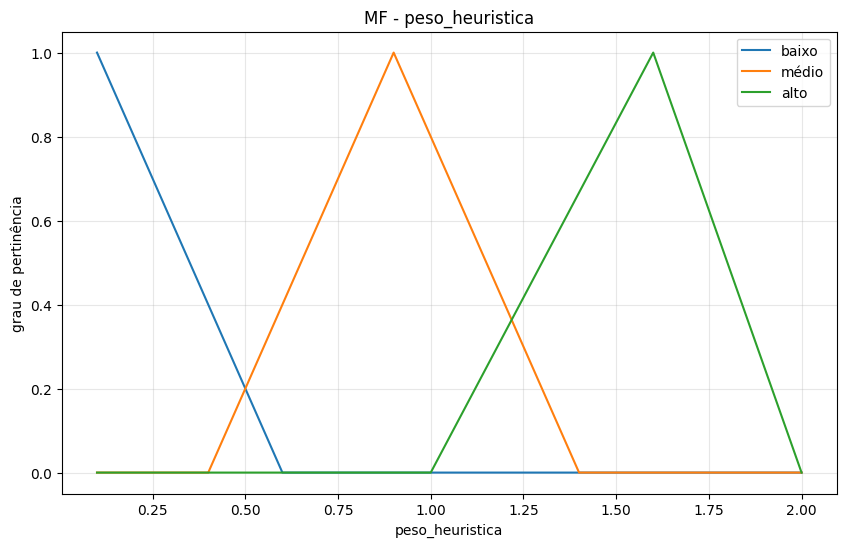 MF - peso_heuristica
baixo
médio
alto
grau de pertinência
1.0
0.8
0.6
0.4
0.2
0.0
0.25 0.50 0.75 1.00 1.25 1.50 1.75 2.00
peso_heuristica